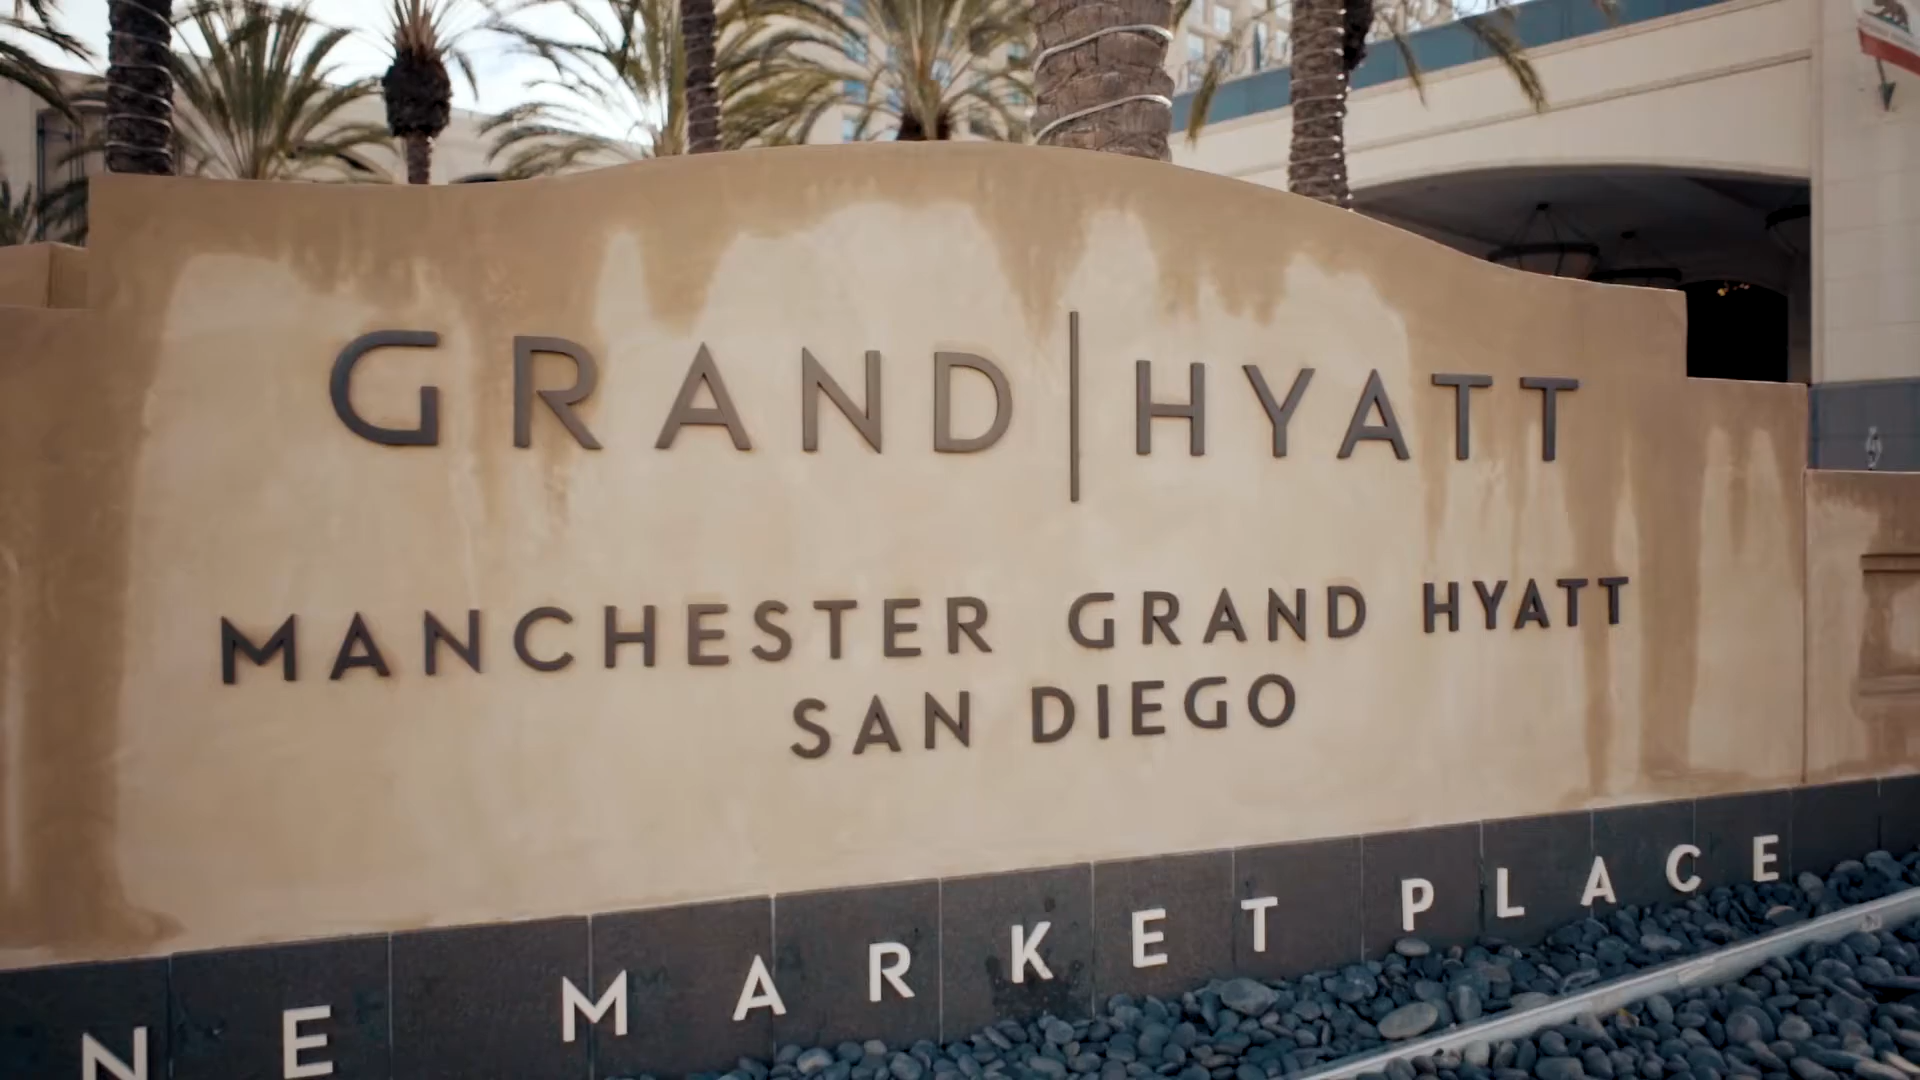 GRAND|HYATT
MANCHESTER GRAND HYATT
SAN DIEGO
NE MARKET PLACE